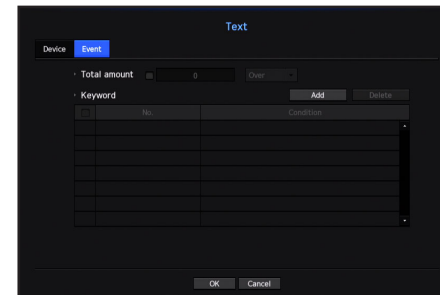 Text
Device Event
Total amount 0 Over
Keyword Add Delete
No. Condition
OK Cancel